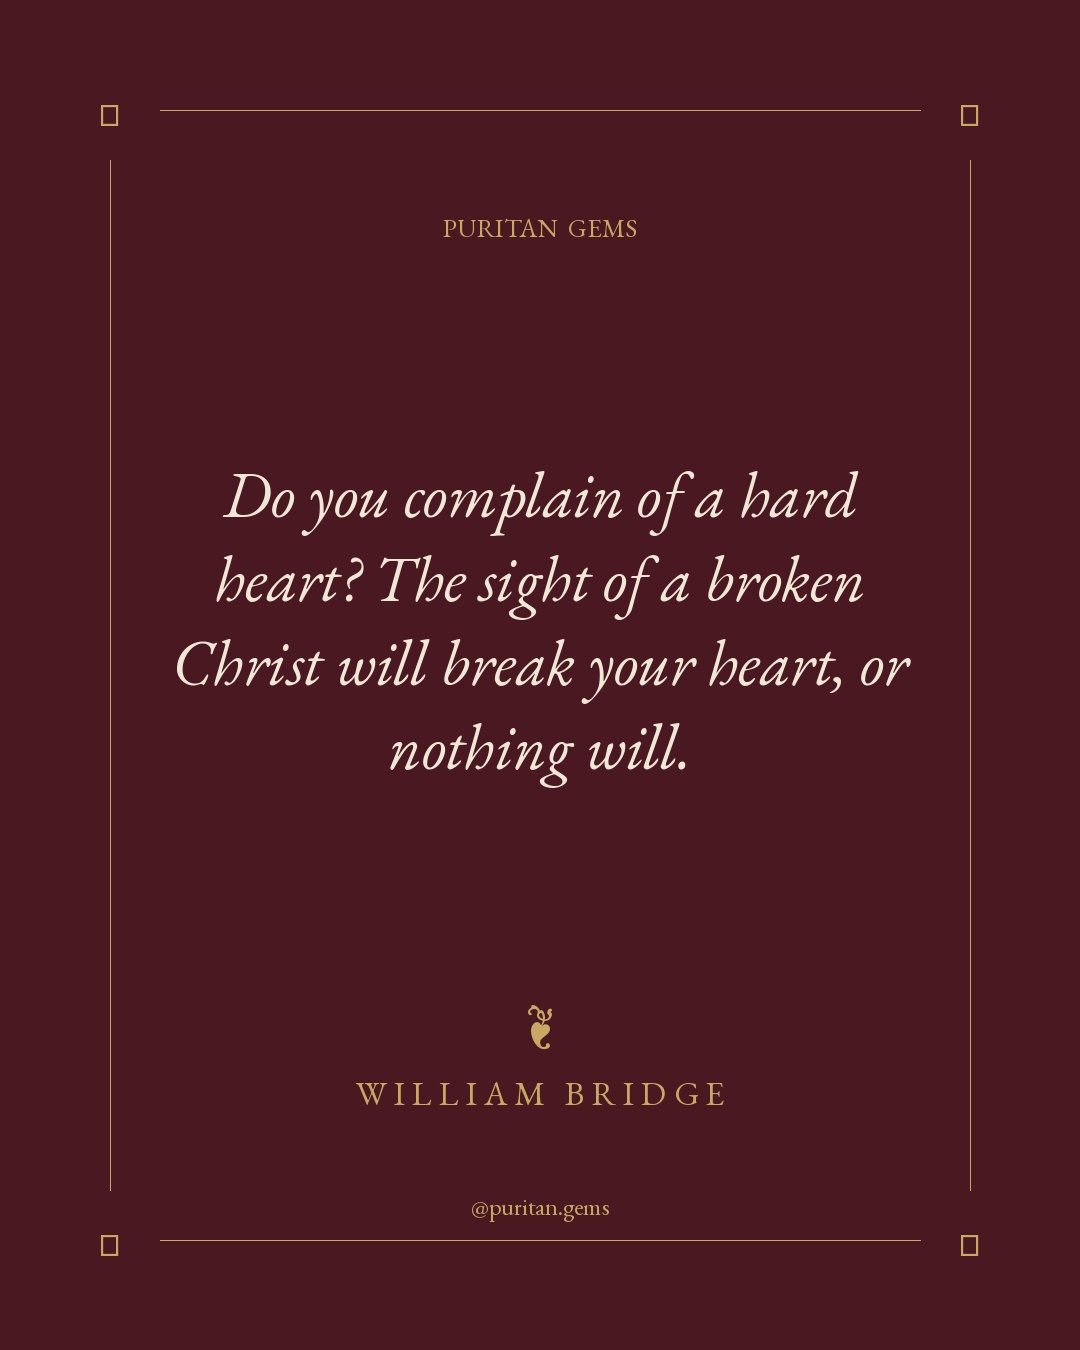 PURITAN GEMS
Do you complain of a hard
heart? The sight of a broken
Christ will break your heart, or
nothing will.
❦
WILLIAM BRIDGE
@puritan.gems